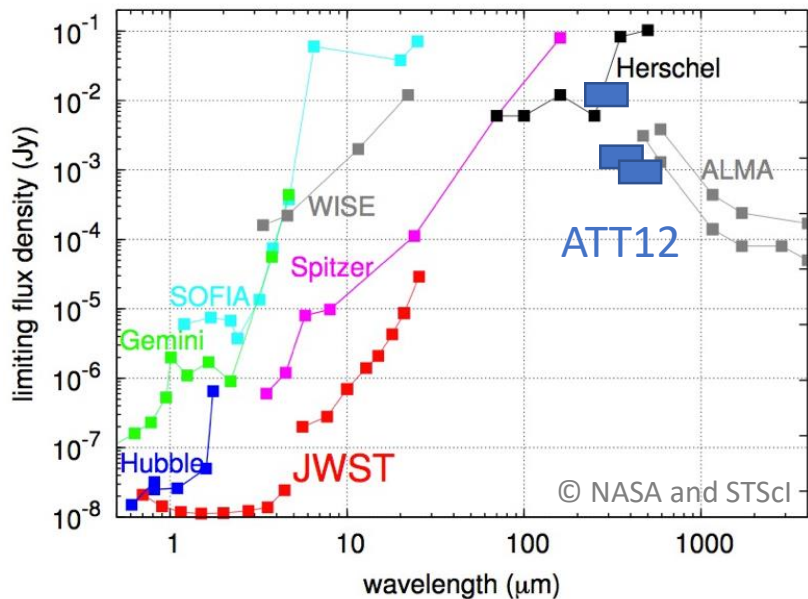 limiting flux density (Jy)
10⁻¹
10⁻²
10⁻³
10⁻⁴
10⁻⁵
10⁻⁶
10⁻⁷
10⁻⁸
Herschel
WISE
ALMA
ATT12
Spitzer
SOFIA
Gemini
Hubble
JWST
© NASA and STScI
1
10
100
1000
wavelength (μm)